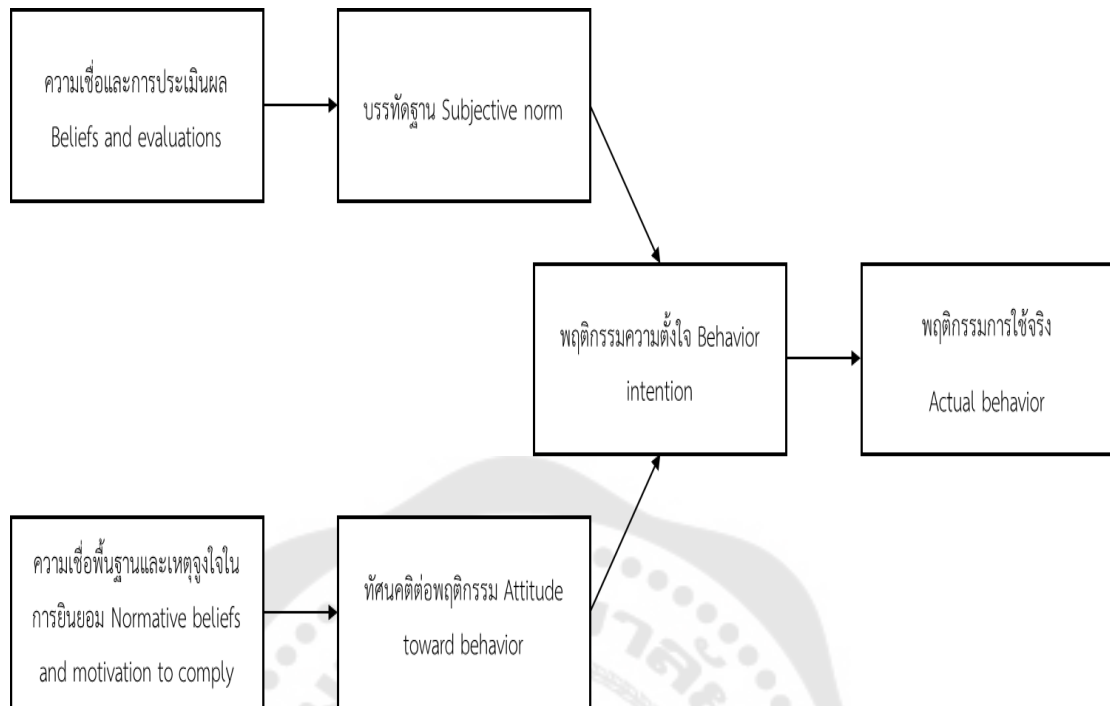 ความเชื่อและการประเมินผล
Beliefs and evaluations
บรรทัดฐาน Subjective norm
พฤติกรรมความตั้งใจ Behavior
intention
พฤติกรรมการใช้จริง
Actual behavior
ความเชื่อพื้นฐานและเหตุจูงใจใน
การยินยอม Normative beliefs
and motivation to comply
ทัศนคติต่อพฤติกรรม Attitude
toward behavior